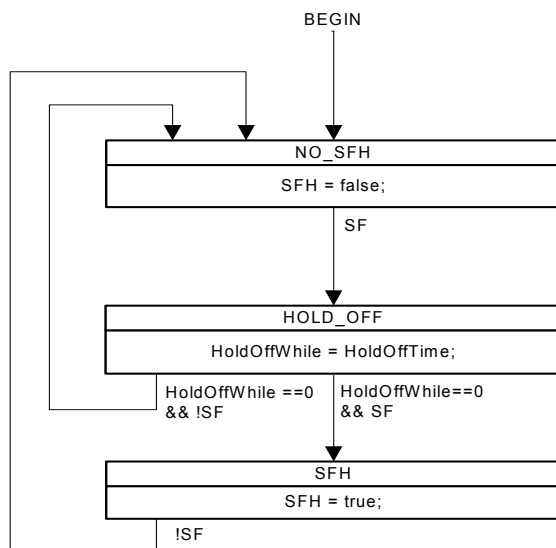 BEGIN
NO_SFH
SFH = false;
SF
HOLD_OFF
HoldOffWhile = HoldOffTime;
HoldOffWhile ==0
&& !SF
HoldOffWhile==0
&& SF
SFH
SFH = true;
!SF